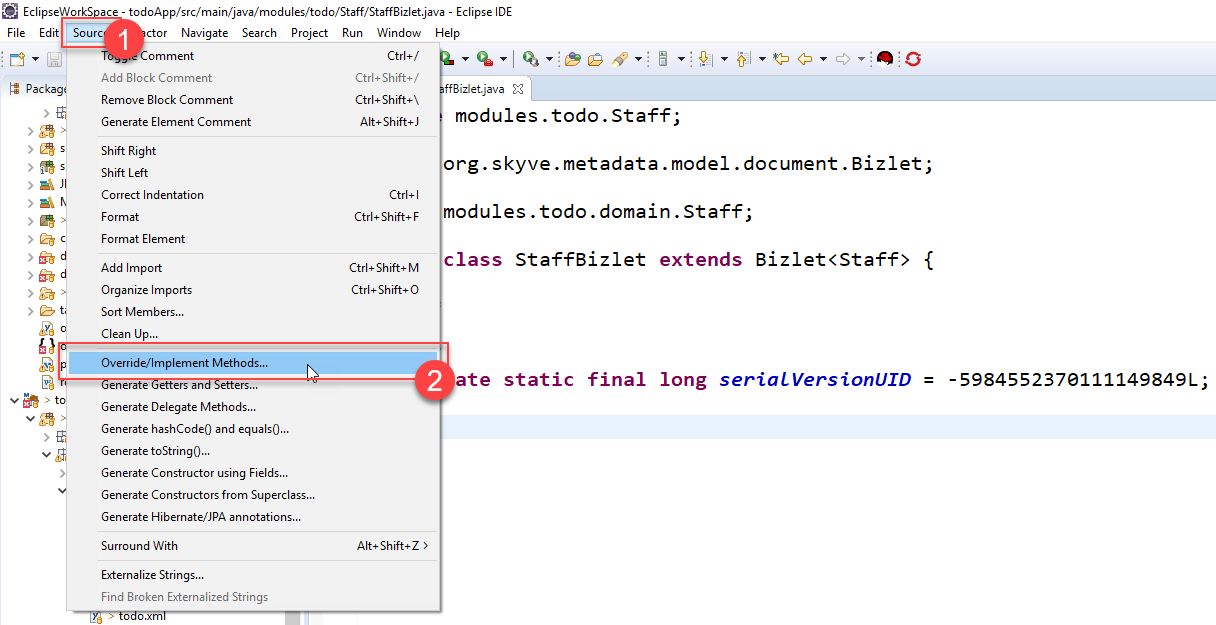 EclipseWorkSpace - todoApp/src/main/java/modules/todo/Staff/StaffBizlet.java - Eclipse IDE
File Edit Source Refactor Navigate Search Project Run Window Help
1
Toggle Comment Ctrl+/
Add Block Comment Ctrl+Shift+/
Remove Block Comment Ctrl+Shift+\
Generate Element Comment Alt+Shift+J
Shift Right
Shift Left
Correct Indentation Ctrl+I
Format Ctrl+Shift+F
Format Element
Add Import Ctrl+Shift+M
Organize Imports Ctrl+Shift+O
Sort Members...
Clean Up...
Override/Implement Methods...
2
Generate Getters and Setters...
Generate Delegate Methods...
Generate hashCode() and equals()...
Generate toString()...
Generate Constructor using Fields...
Generate Constructors from Superclass...
Generate Hibernate/JPA annotations...
Surround With Alt+Shift+Z >
Externalize Strings...
Find Broken Externalized Strings
Package
> to
> todo.xml
affBizlet.java
modules.todo.Staff;
org.skyve.metadata.model.document.Bizlet;
modules.todo.domain.Staff;
class StaffBizlet extends Bizlet<Staff> {
ate static final long serialVersionUID = -5984552370111149849L;